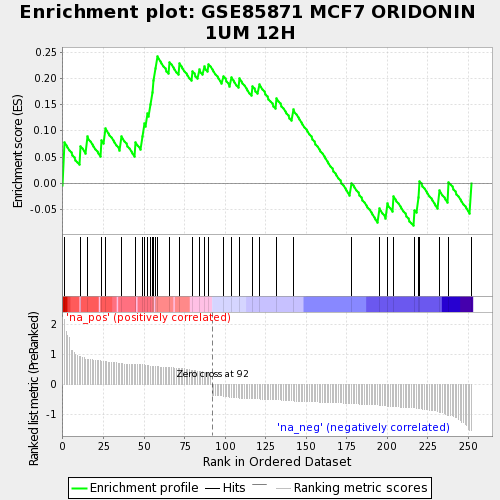 Enrichment plot: GSE85871 MCF7 ORIDONIN
1UM 12H
Enrichment score (ES)
0.25
0.20
0.15
0.10
0.05
0.00
-0.05
'na_pos' (positively correlated)
Ranked list metric (PreRanked)
2
1
0
-1
Zero cross at 92
'na_neg' (negatively correlated)
0
25
50
75
100
125
150
175
200
225
250
Rank in Ordered Dataset
Enrichment profile
Hits
Ranking metric scores